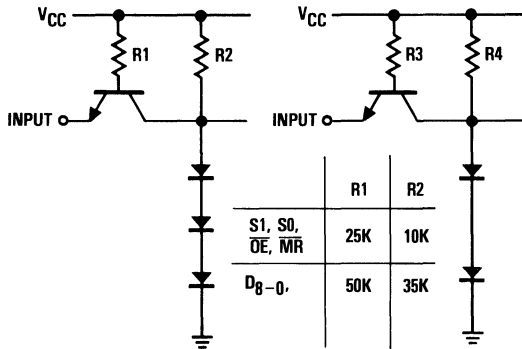 VCC
R1
R2
INPUT
VCC
R3
R4
INPUT
R1 R2
S1, S0,
OE, MR 25K 10K
D8–0, 50K 35K